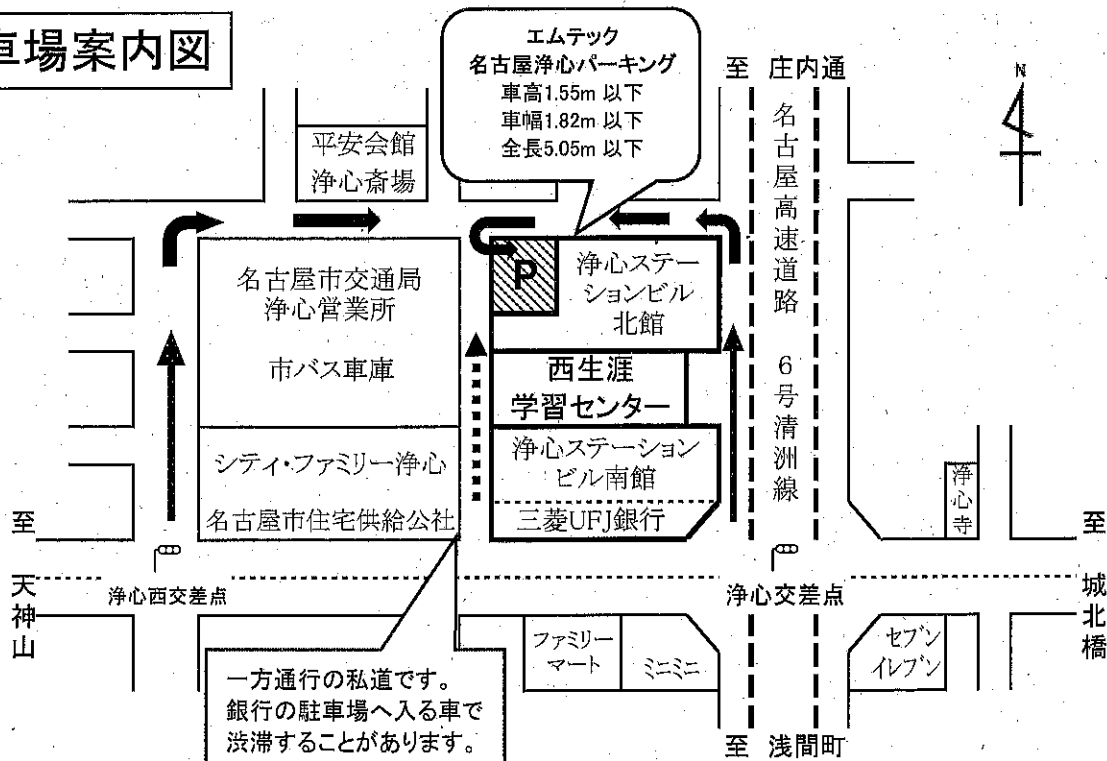 車場案内図
エムテック
名古屋浄心パーキング
車高1.55m 以下
車幅1.82m 以下
全長5.05m 以下
至 庄内通
N
平安会館
浄心斎場
名古屋高速道路 6号清洲線
名古屋市交通局
浄心営業所
市バス車庫
P
浄心ステー
ションビル
北館
西生涯
学習センター
シティ・ファミリー浄心
名古屋市住宅供給公社
浄心ステーション
ビル南館
三菱UFJ銀行
浄心寺
至 天神山
浄心西交差点
浄心交差点
至 城北橋
ファミリー
マート
ミニミニ
セブン
イレブン
一方通行の私道です。
銀行の駐車場へ入る車で
渋滞することがあります。
至 浅間町